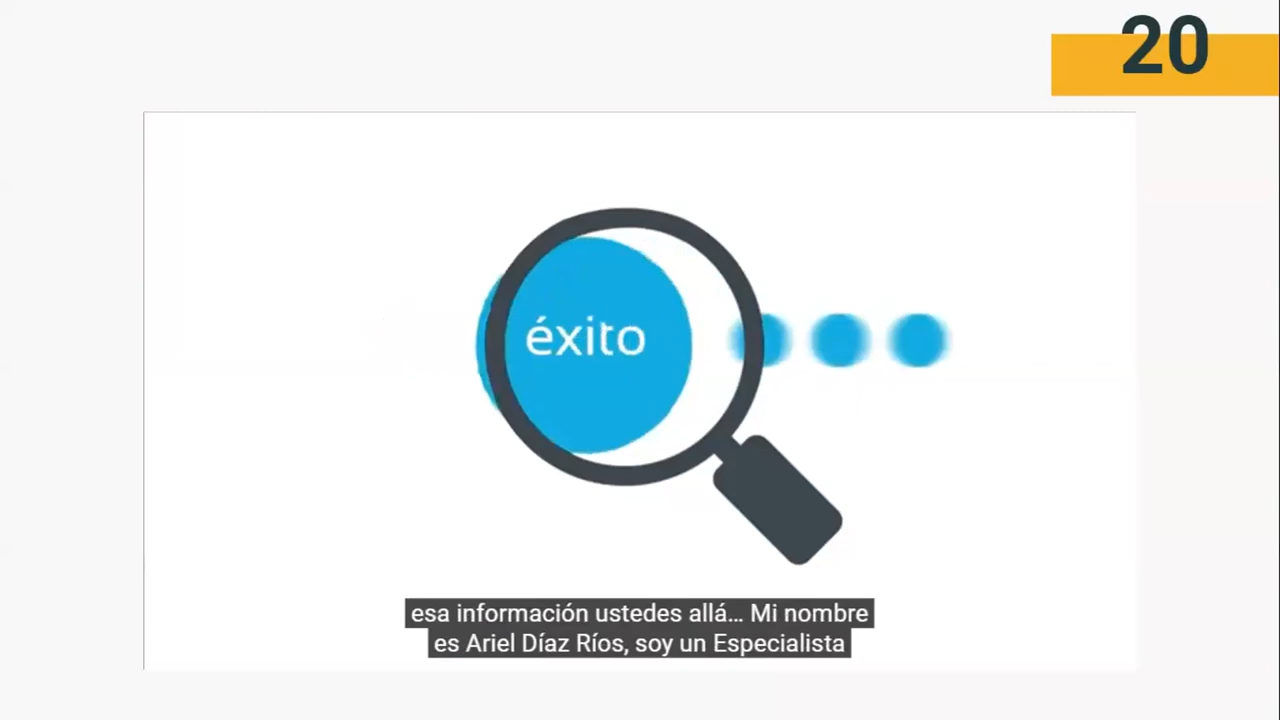 20
éxito
esa información ustedes allá... Mi nombre
es Ariel Díaz Ríos, soy un Especialista